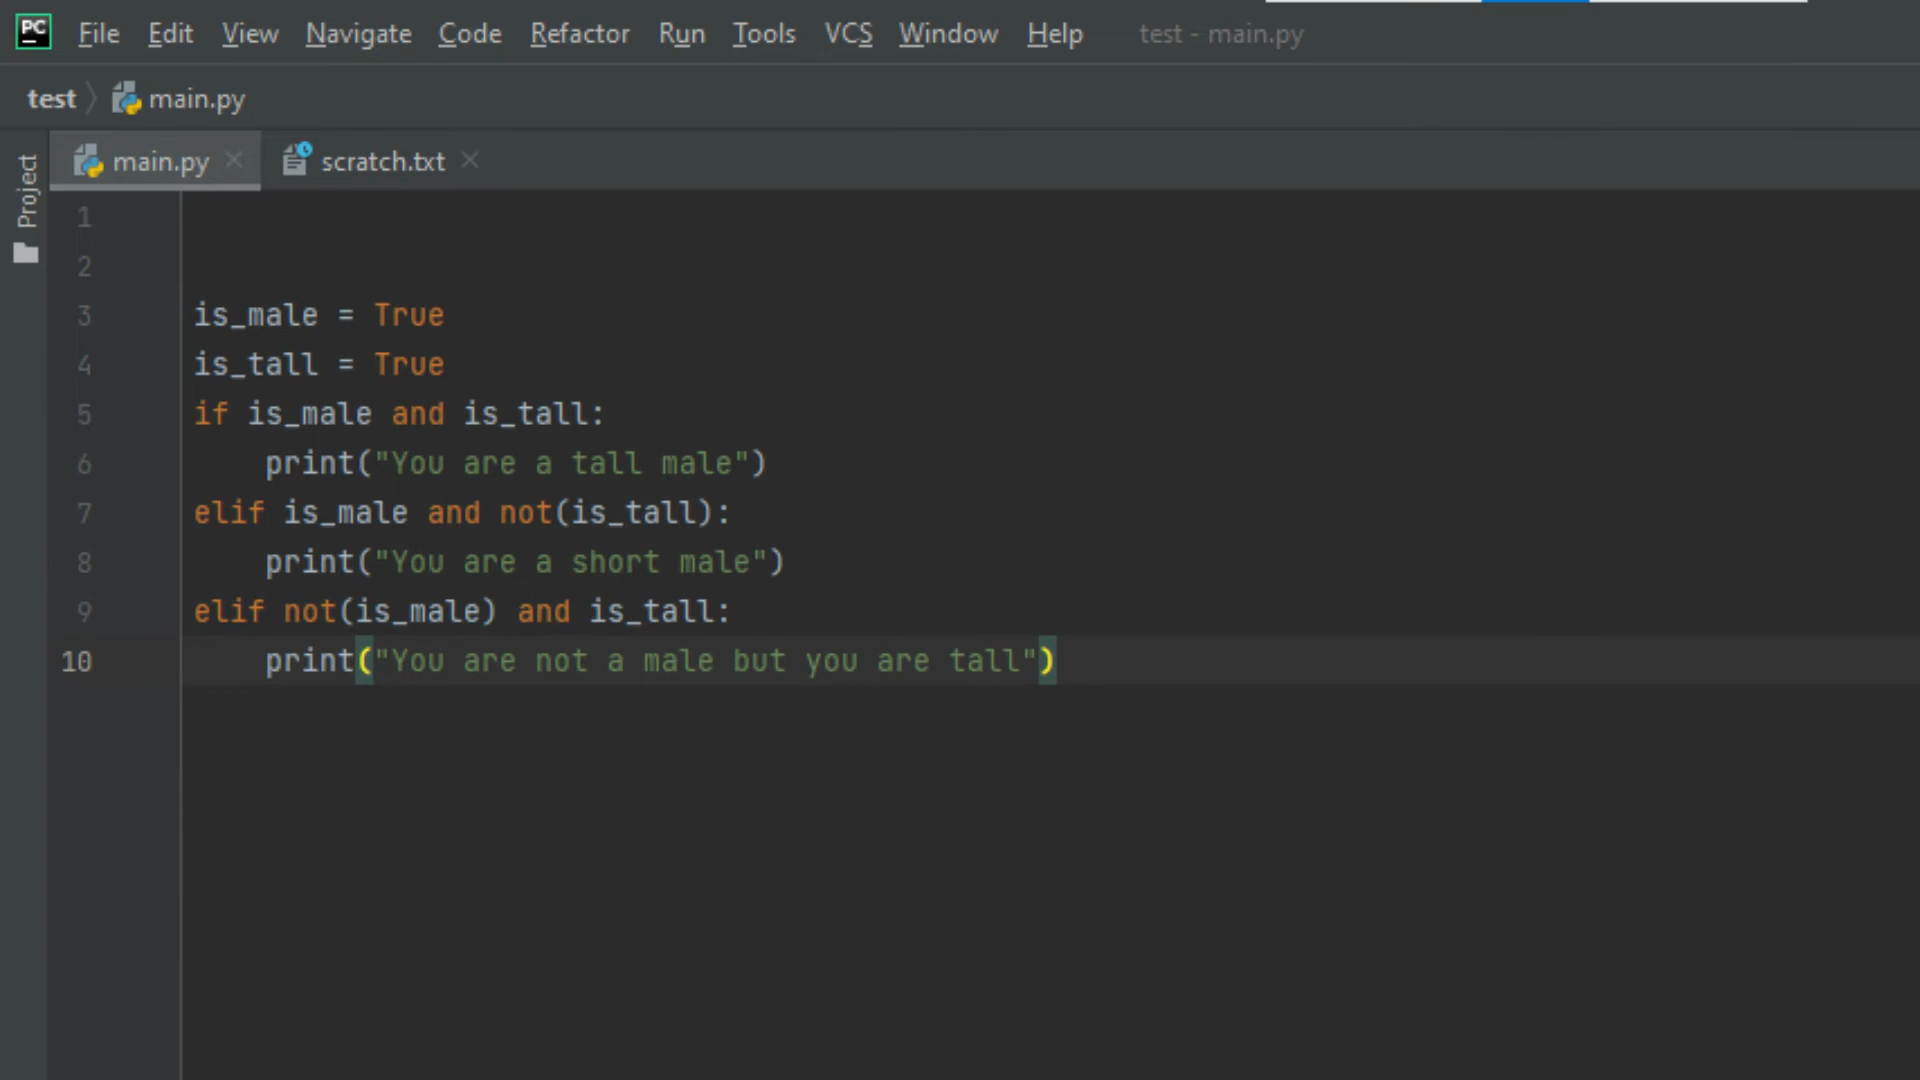 PC File Edit View Navigate Code Refactor Run Tools VCS Window Help test - main.py
test main.py
main.py scratch.txt
Project
1
2
3 is_male = True
4 is_tall = True
5 if is_male and is_tall:
6     print("You are a tall male")
7 elif is_male and not(is_tall):
8     print("You are a short male")
9 elif not(is_male) and is_tall:
10     print("You are not a male but you are tall")